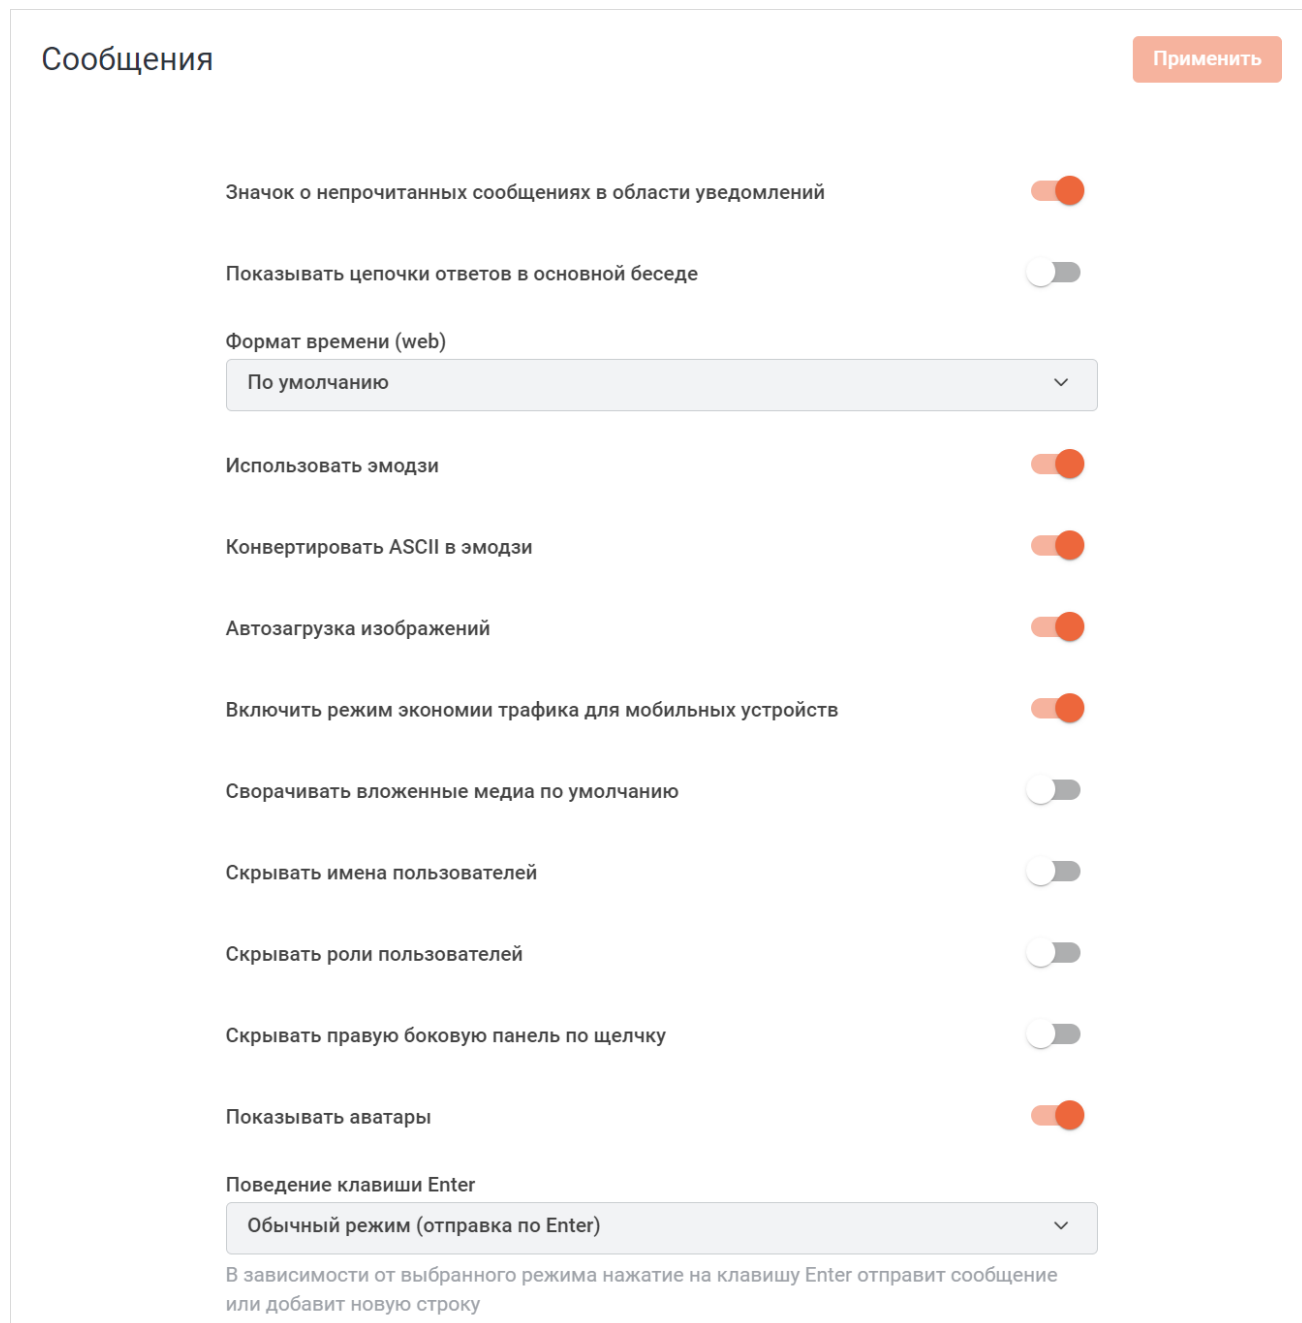 Сообщения
Применить
Значок о непрочитанных сообщениях в области уведомлений
Показывать цепочки ответов в основной беседе
Формат времени (web)
По умолчанию
Использовать эмодзи
Конвертировать ASCII в эмодзи
Автозагрузка изображений
Включить режим экономии трафика для мобильных устройств
Сворачивать вложенные медиа по умолчанию
Скрывать имена пользователей
Скрывать роли пользователей
Скрывать правую боковую панель по щелчку
Показывать аватары
Поведение клавиши Enter
Обычный режим (отправка по Enter)
В зависимости от выбранного режима нажатие на клавишу Enter отправит сообщение
или добавит новую строку